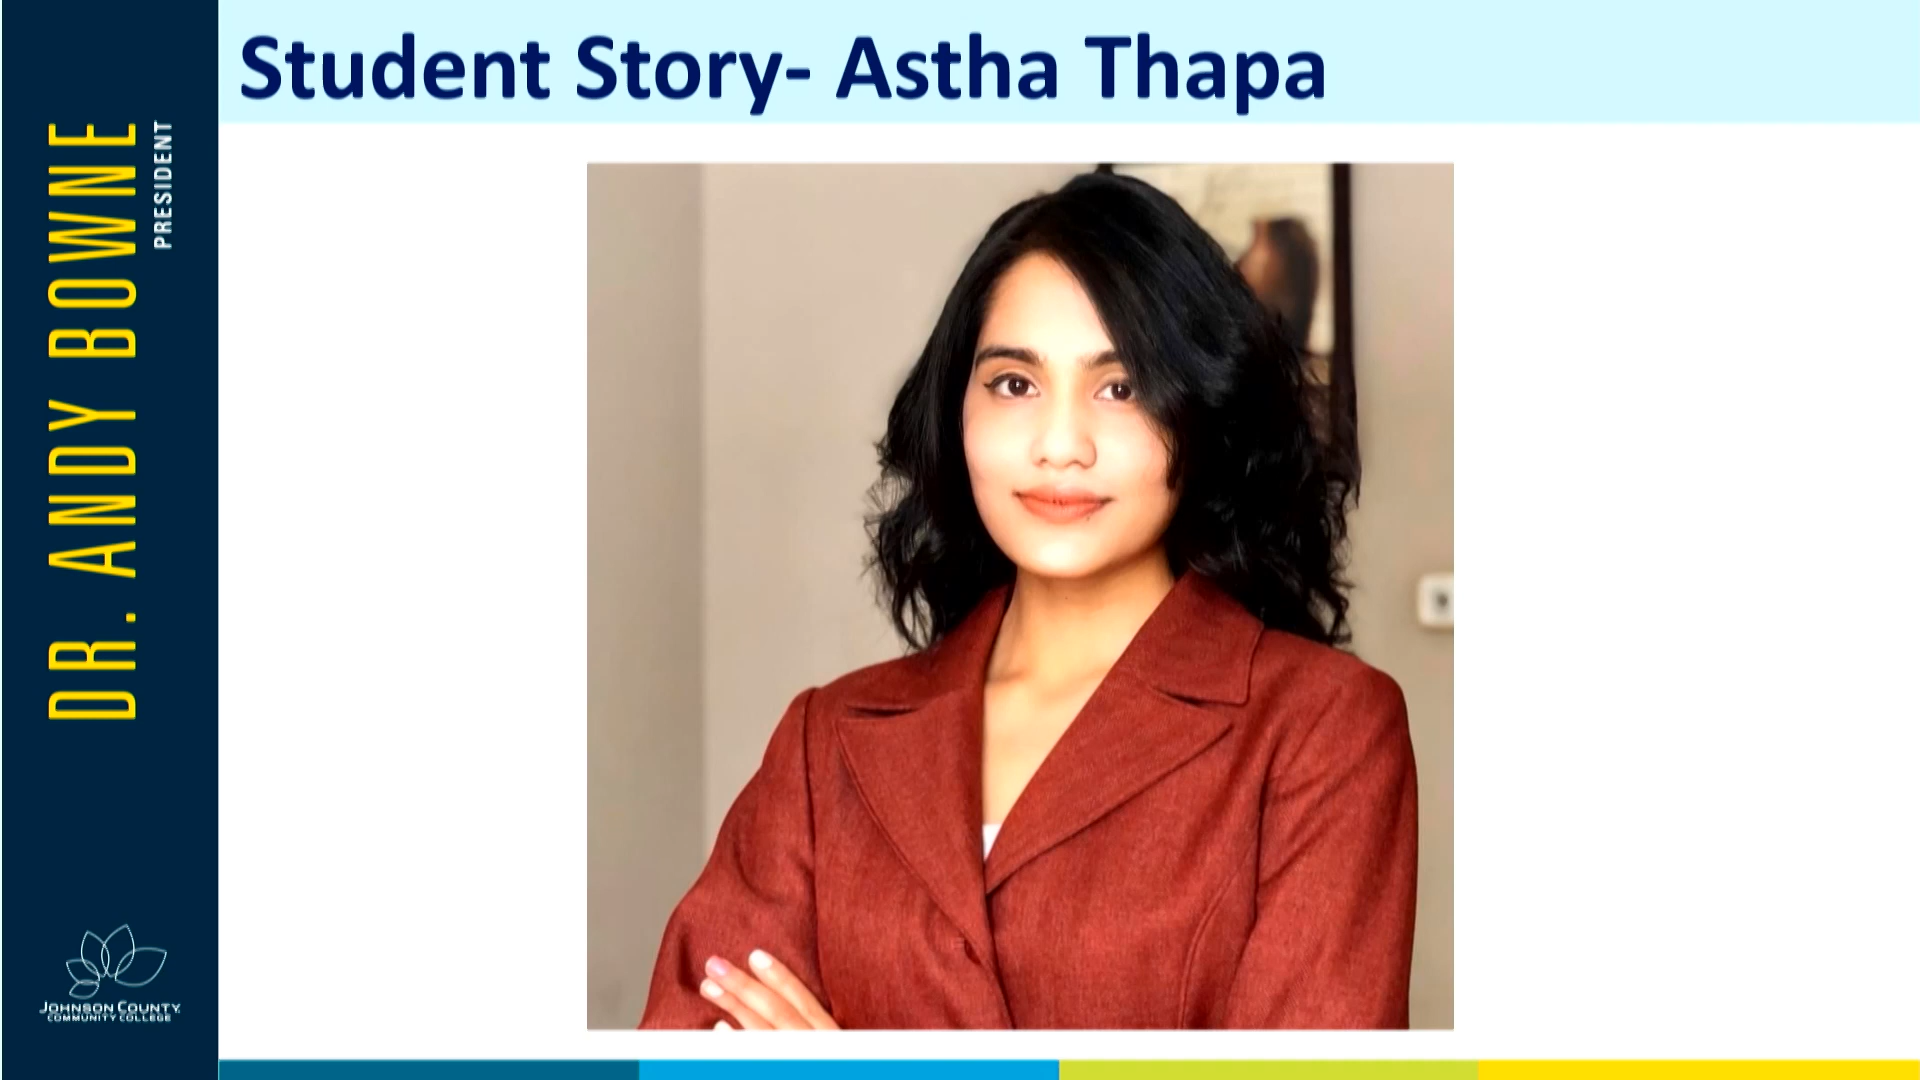 Student Story- Astha Thapa
DR. ANDY BOWNE
PRESIDENT
JOHNSON COUNTY
COMMUNITY COLLEGE